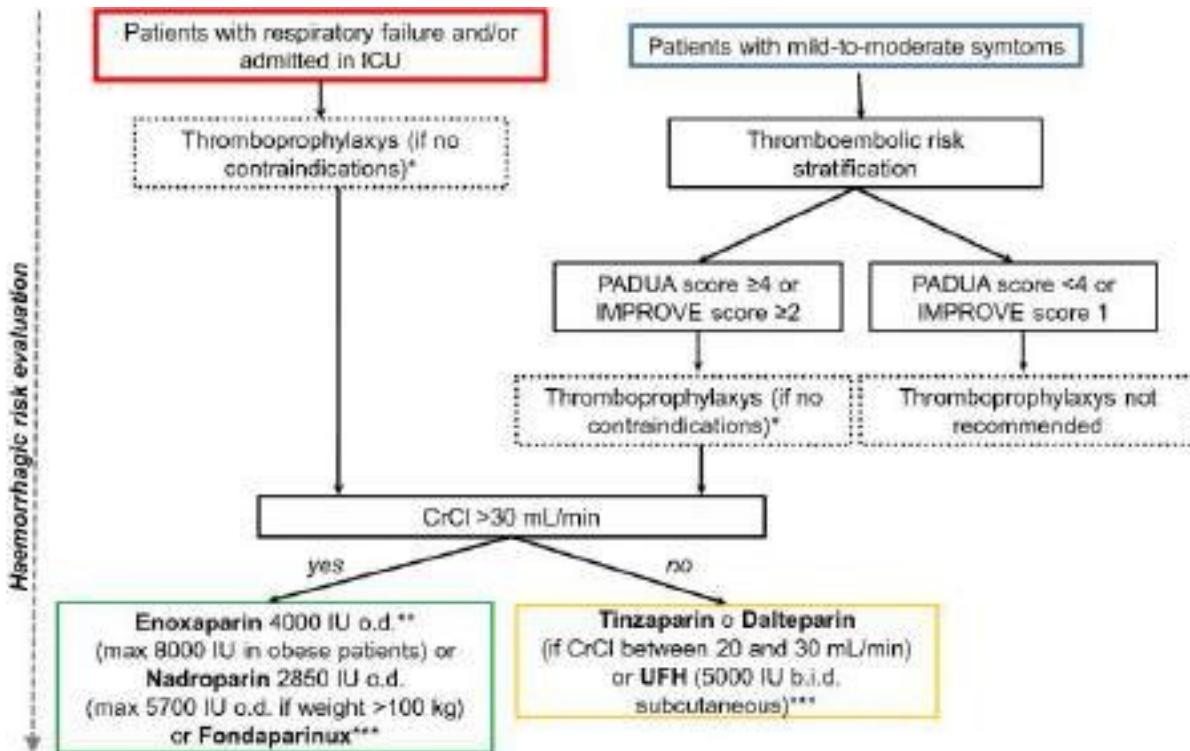 Patients with respiratory failure and/or
admitted in ICU
Patients with mild-to-moderate symtoms
Thromboprophylaxys (if no
contraindications)*
Thromboembolic risk
stratification
PADUA score ≥4 or
IMPROVE score ≥2
PADUA score <4 or
IMPROVE score 1
Thromboprophylaxys (if no
contraindications)*
Thromboprophylaxys not
recommended
Haemorrhagic risk evaluation
CrCl >30 mL/min
yes
no
Enoxaparin 4000 IU o.d.**
(max 8000 IU in obese patients) or
Nadroparin 2850 IU o.d.
(max 5700 IU o.d. if weight >100 kg)
or Fondaparinux***
Tinzaparin o Dalteparin
(if CrCl between 20 and 30 mL/min)
or UFH (5000 IU b.i.d.
subcutaneous)***